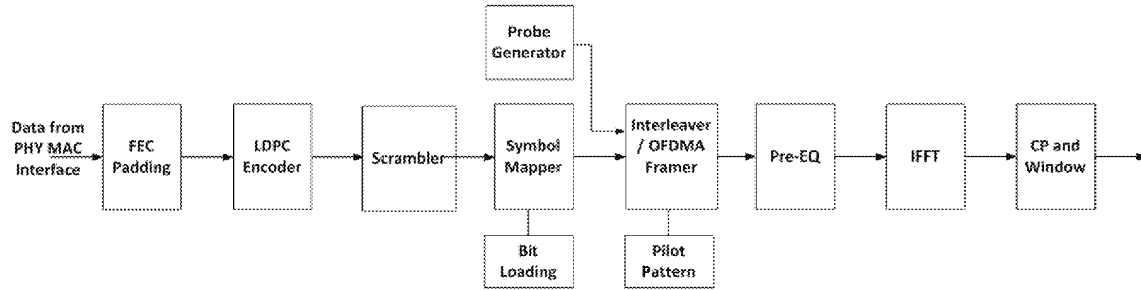 Probe
Generator
Data from
PHY MAC
Interface
FEC
Padding
LDPC
Encoder
Scrambler
Symbol
Mapper
Interleaver
/ OFDMA
Framer
Pre-EQ
IFFT
CP and
Window
Bit
Loading
Pilot
Pattern